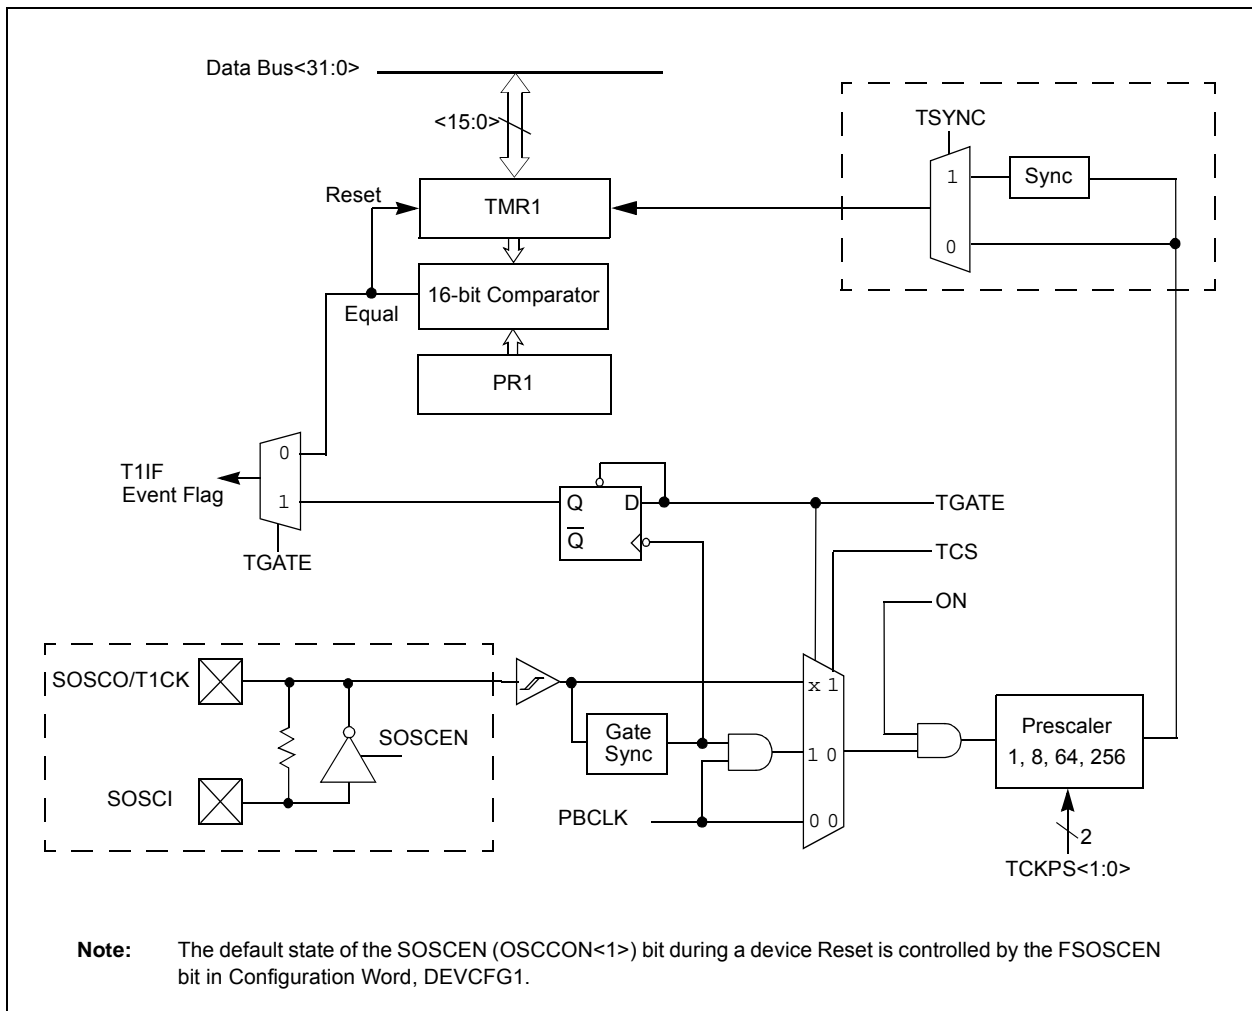 Data Bus<31:0>
<15:0>
TSYNC
Reset
TMR1
1
Sync
0
16-bit Comparator
Equal
PR1
T1IF
Event Flag
0
1
TGATE
Q
D
Q
TGATE
TCS
ON
SOSCO/T1CK
SOSCEN
SOSCI
Gate
Sync
PBCLK
x 1
1 0
0 0
Prescaler
1, 8, 64, 256
2
TCKPS<1:0>
Note: The default state of the SOSCEN (OSCCON<1>) bit during a device Reset is controlled by the FSOSCEN
bit in Configuration Word, DEVCFG1.